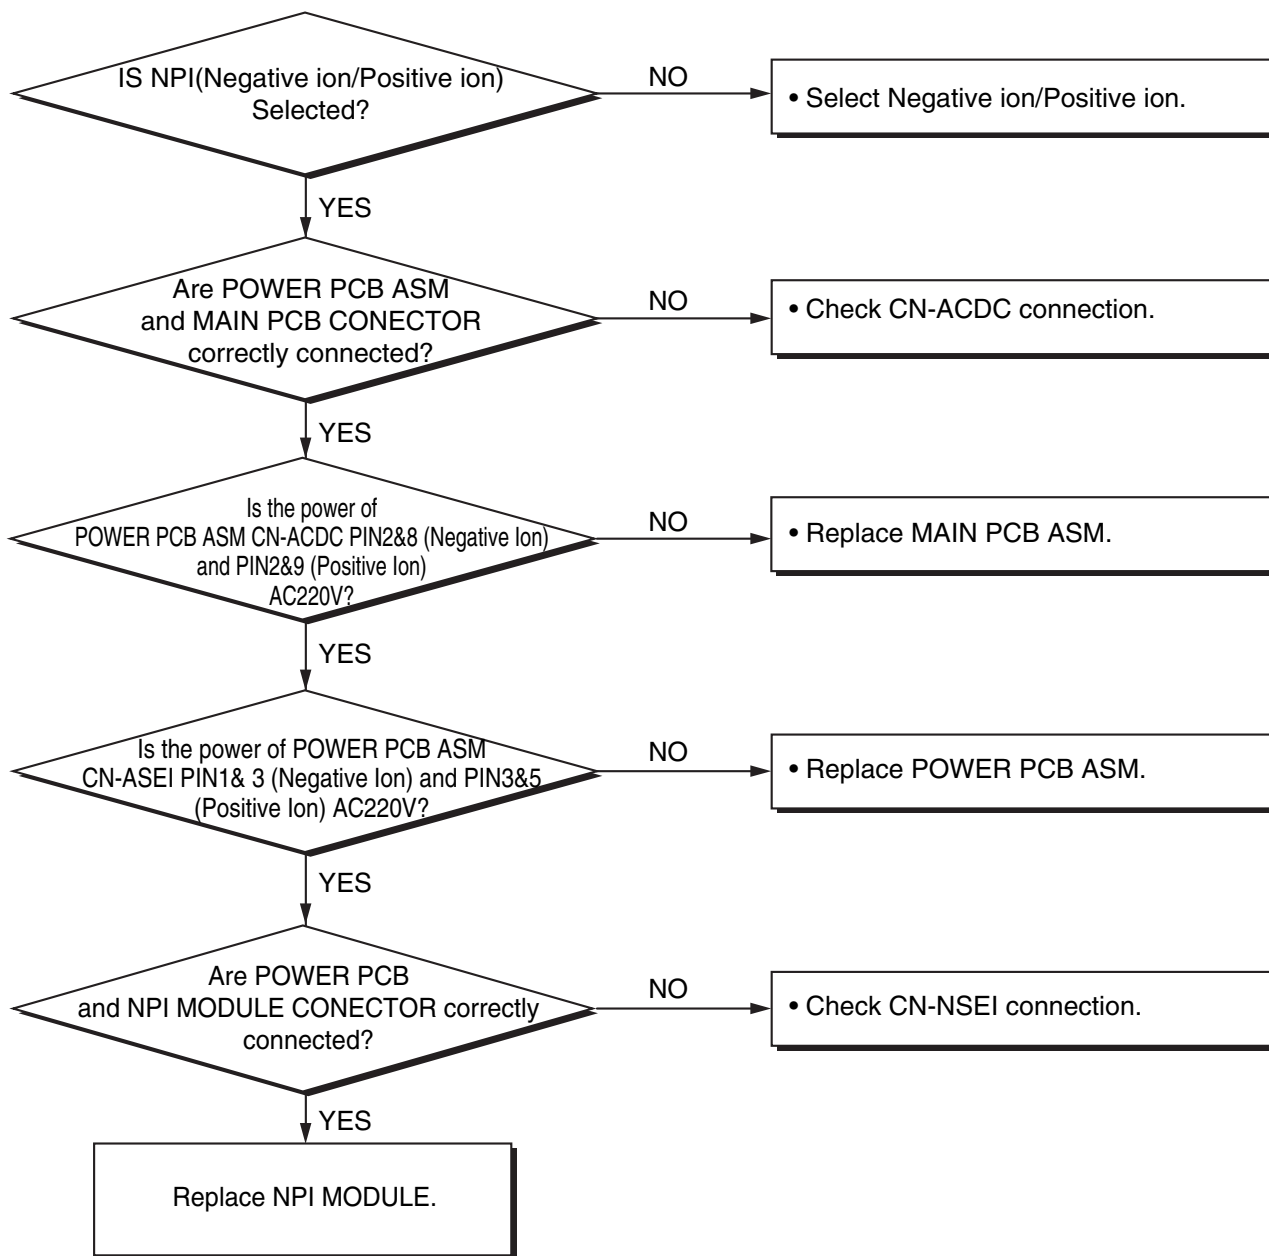 IS NPI(Negative ion/Positive ion)
Selected?
NO
• Select Negative ion/Positive ion.
YES
Are POWER PCB ASM
and MAIN PCB CONECTOR
correctly connected?
NO
• Check CN-ACDC connection.
YES
Is the power of
POWER PCB ASM CN-ACDC PIN2&8 (Negative Ion)
and PIN2&9 (Positive Ion)
AC220V?
NO
• Replace MAIN PCB ASM.
YES
Is the power of POWER PCB ASM
CN-ASEI PIN1& 3 (Negative Ion) and PIN3&5
(Positive Ion) AC220V?
NO
• Replace POWER PCB ASM.
YES
Are POWER PCB
and NPI MODULE CONECTOR correctly
connected?
NO
• Check CN-NSEI connection.
YES
Replace NPI MODULE.